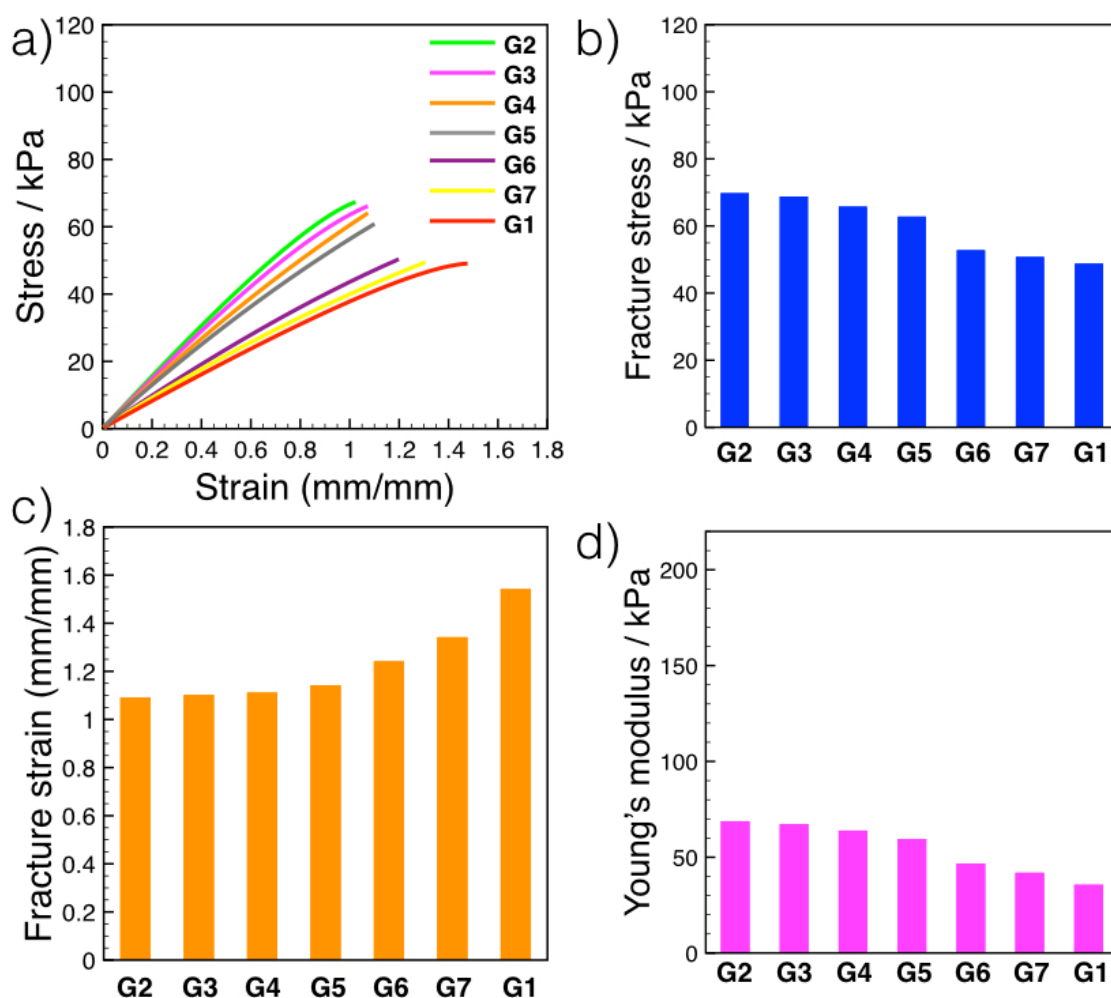 a)
Stress / kPa
120
100
80
60
40
20
0
G2
G3
G4
G5
G6
G7
G1
0 0.2 0.4 0.6 0.8 1 1.2 1.4 1.6 1.8
Strain (mm/mm)
b)
Fracture stress / kPa
120
100
80
60
40
20
0
G2 G3 G4 G5 G6 G7 G1
c)
Fracture strain (mm/mm)
1.8
1.6
1.4
1.2
1
0.8
0.6
0.4
0.2
0
G2 G3 G4 G5 G6 G7 G1
d)
Young's modulus / kPa
200
150
100
50
0
G2 G3 G4 G5 G6 G7 G1